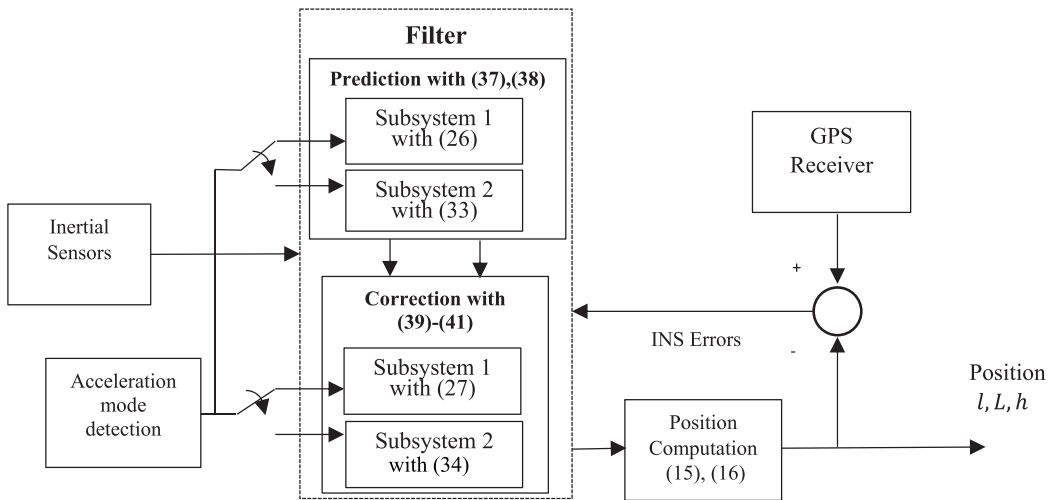 Filter
Prediction with (37),(38)
Subsystem 1
with (26)
Subsystem 2
with (33)
GPS
Receiver
Inertial
Sensors
+
Correction with
(39)-(41)
INS Errors
-
Subsystem 1
with (27)
Acceleration
mode
detection
Subsystem 2
with (34)
Position
Computation
(15), (16)
Position
l, L, h